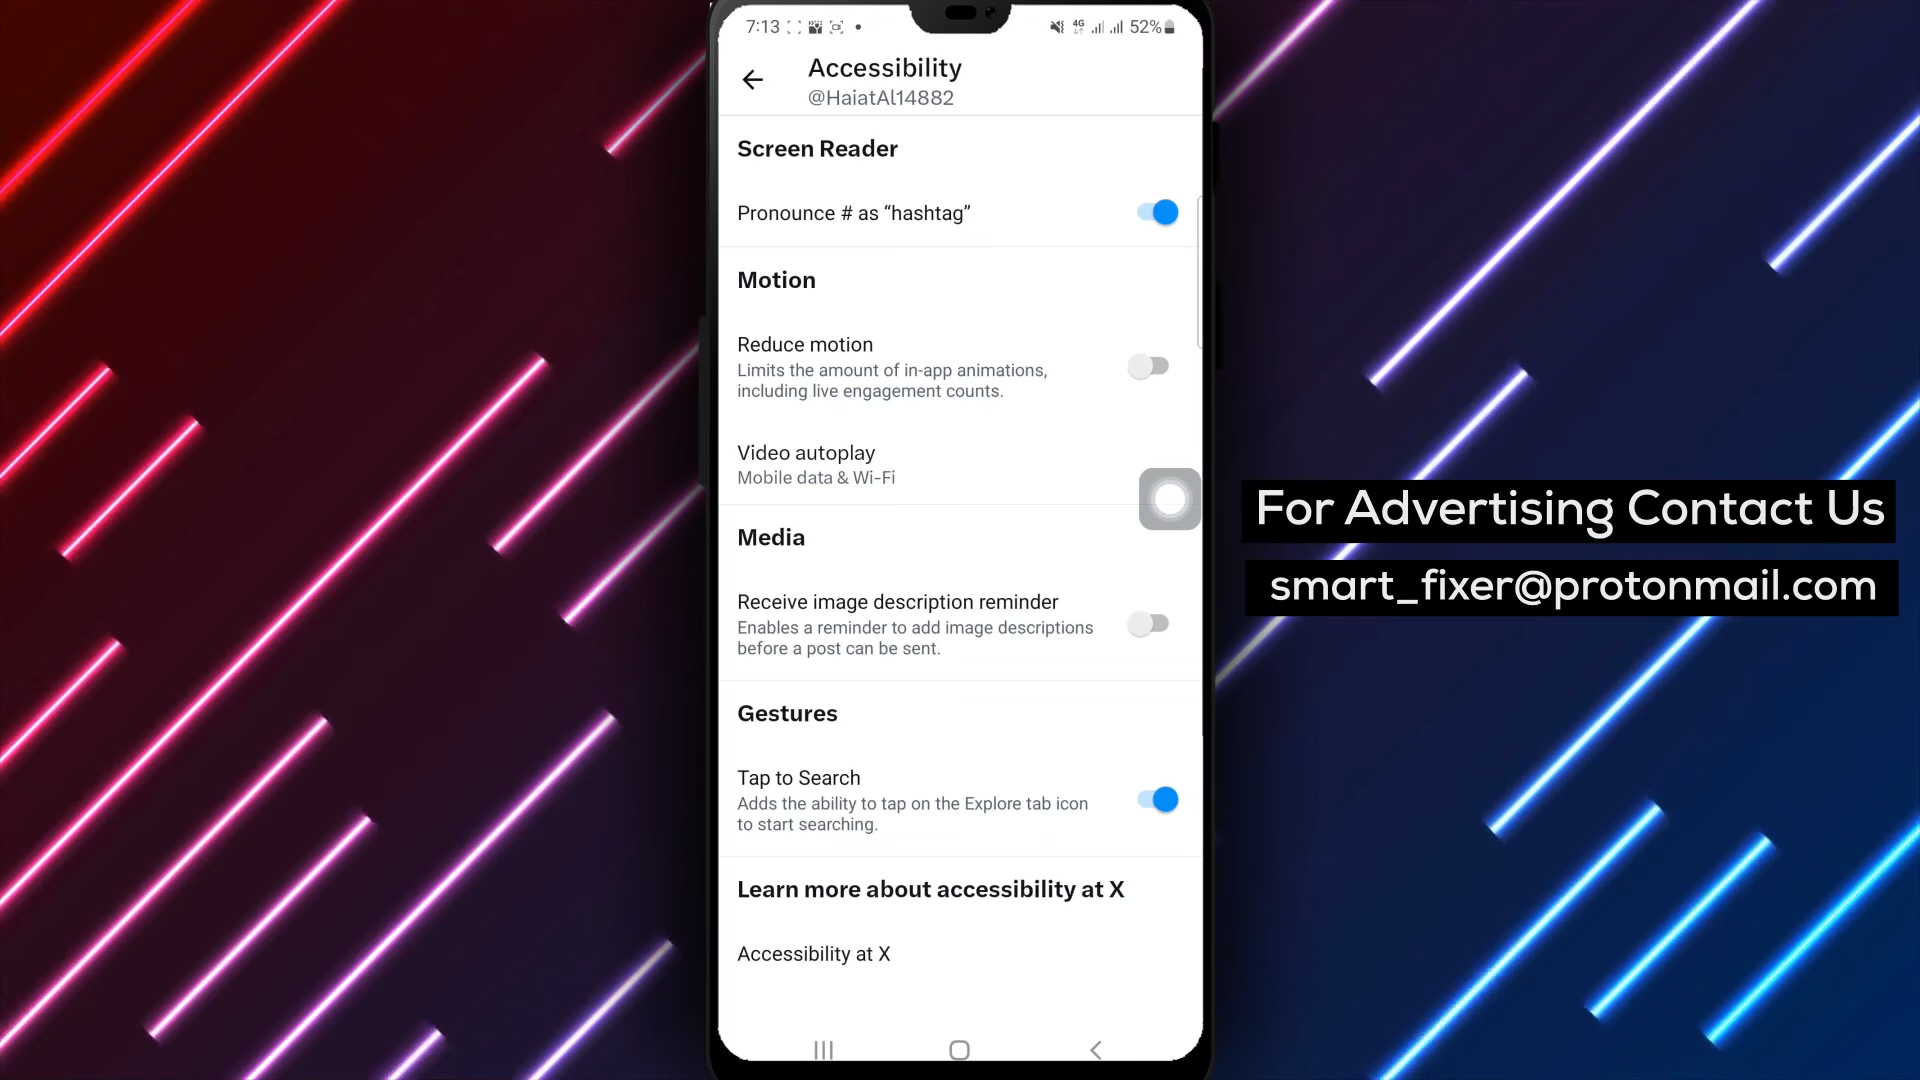 7:13
4G 52%
Accessibility
@HaiatAl14882
Screen Reader
Pronounce # as “hashtag”
Motion
Reduce motion
Limits the amount of in-app animations,
including live engagement counts.
Video autoplay
Mobile data & Wi-Fi
Media
Receive image description reminder
Enables a reminder to add image descriptions
before a post can be sent.
Gestures
Tap to Search
Adds the ability to tap on the Explore tab icon
to start searching.
Learn more about accessibility at X
Accessibility at X
For Advertising Contact Us
smart_fixer@protonmail.com